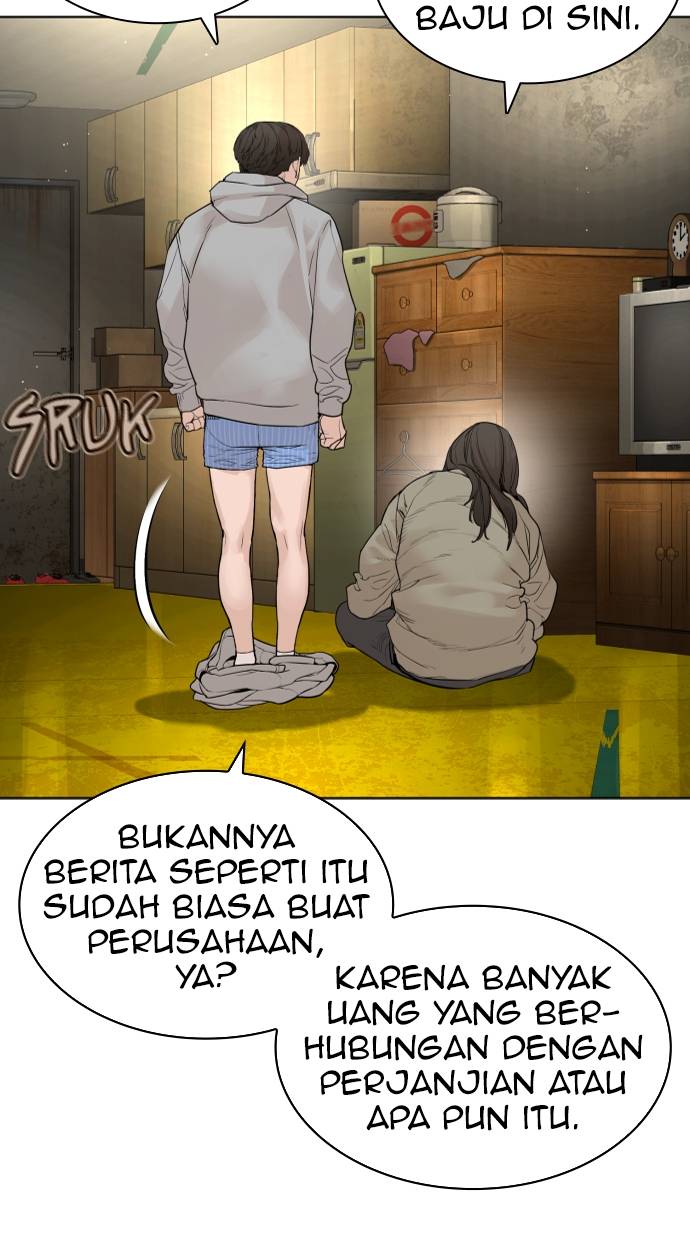 BAJU DI SINI.
SRUK
BUKANNYA
BERITA SEPERTI ITU
SUDAH BIASA BUAT
PERUSAHAAN,
YA?
KARENA BANYAK
UANG YANG BER-
HUBUNGAN DENGAN
PERJANJIAN ATAU
APA PUN ITU.